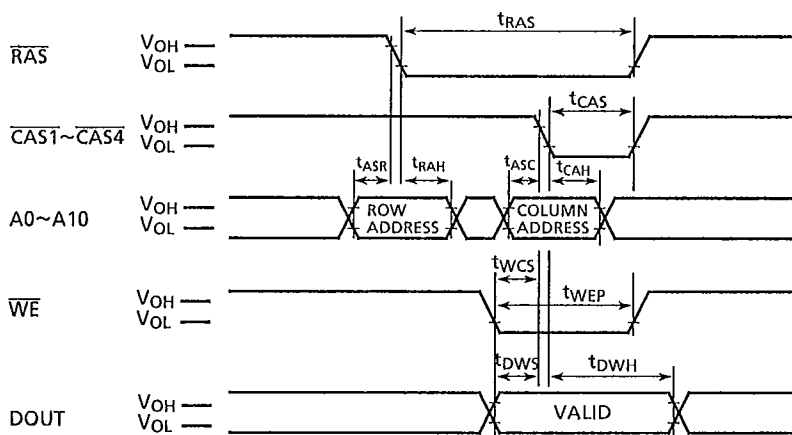 tRAS
RAS VOH
VOL
tCAS
CAS1~CAS4 VOH
VOL
tASR tRAH tASC tCAH
A0~A10 VOH
VOL
ROW ADDRESS
COLUMN ADDRESS
tWCS
tWEP
WE VOH
VOL
tDWS tDWH
DOUT VOH
VOL
VALID